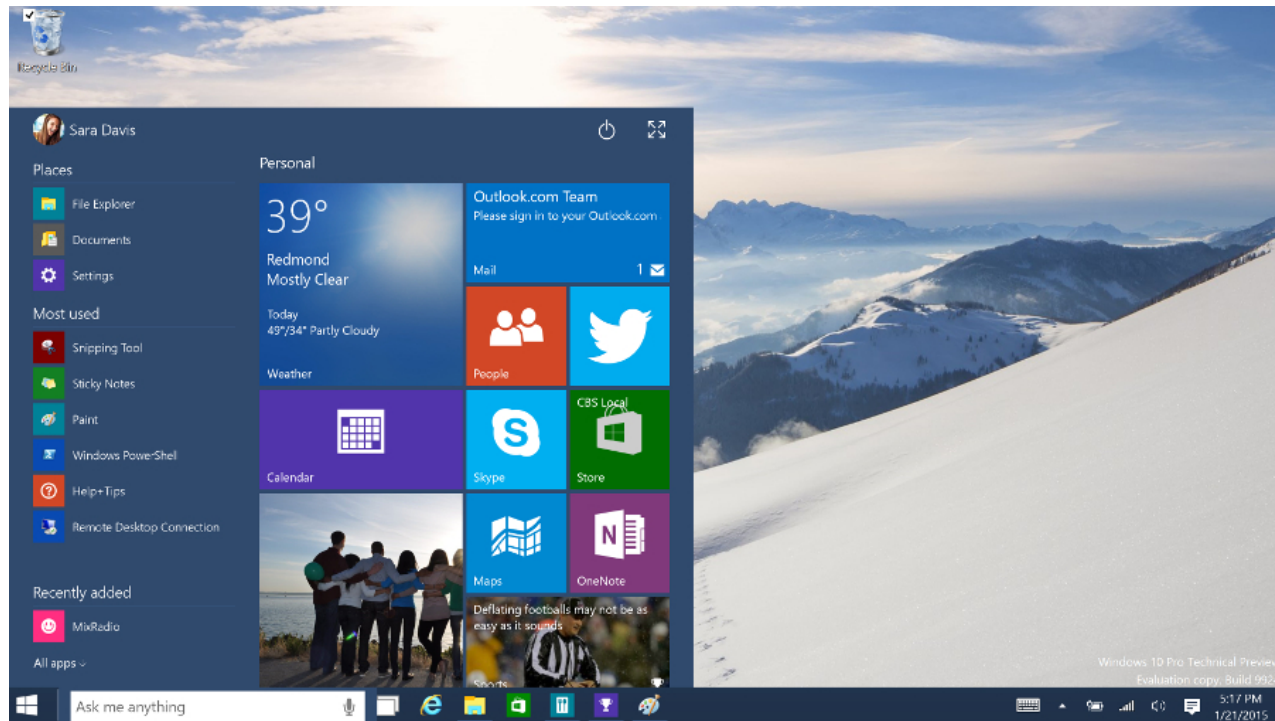 Recycle Bin
Sara Davis
Places
File Explorer
Documents
Settings
Most used
Snipping Tool
Sticky Notes
Paint
Windows PowerShell
Help+Tips
Remote Desktop Connection
Recently added
MixRadio
All apps
Personal
39°
Redmond
Mostly Clear
Today
49°/34° Partly Cloudy
Weather
Outlook.com Team
Please sign in to your Outlook.com
Mail
1
People
Calendar
Skype
CBS Local
Store
Maps
OneNote
Deflating footballs may not be as
easy as it sounds
Sports
Windows 10 Pro Technical Preview
Evaluation copy. Build 992
Ask me anything
5:17 PM
1/21/2015